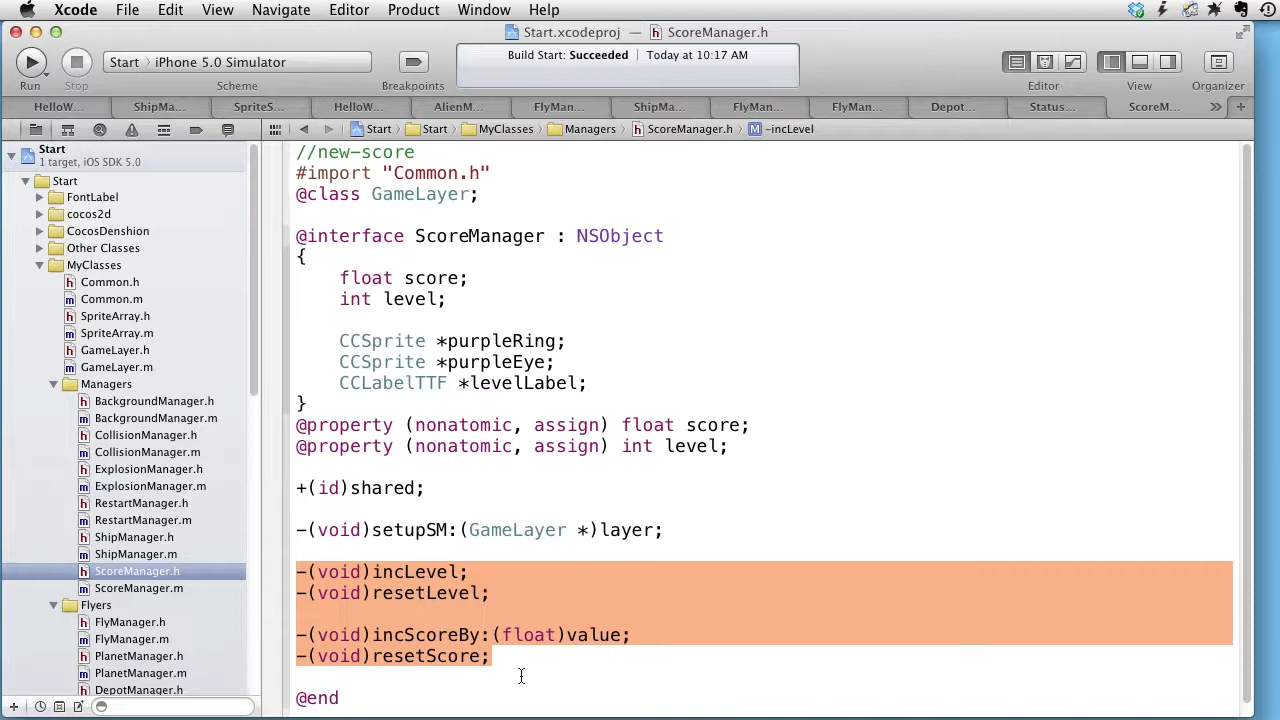 Xcode File Edit View Navigate Editor Product Window Help
Start.xcodeproj — ScoreManager.h
Build Start: Succeeded | Today at 10:17 AM
Start › iPhone 5.0 Simulator
Run Stop Scheme Breakpoints Editor View Organizer
HelloW... ShipMa... SpriteS... HelloW... AlienM... FlyMan... ShipMa... FlyMan... FlyMan... Depot... Status... ScoreM... »
Start › Start › MyClasses › Managers › ScoreManager.h › M -incLevel
Start
1 target, iOS SDK 5.0
Start
FontLabel
cocos2d
CocosDenshion
Other Classes
MyClasses
Common.h
Common.m
SpriteArray.h
SpriteArray.m
GameLayer.h
GameLayer.m
Managers
BackgroundManager.h
BackgroundManager.m
CollisionManager.h
CollisionManager.m
ExplosionManager.h
ExplosionManager.m
RestartManager.h
RestartManager.m
ShipManager.h
ShipManager.m
ScoreManager.h
ScoreManager.m
Flyers
FlyManager.h
FlyManager.m
PlanetManager.h
PlanetManager.m
DepotManager.h
//new-score
#import "Common.h"
@class GameLayer;
@interface ScoreManager : NSObject
{
float score;
int level;
CCSprite *purpleRing;
CCSprite *purpleEye;
CCLabelTTF *levelLabel;
}
@property (nonatomic, assign) float score;
@property (nonatomic, assign) int level;
+(id)shared;
-(void)setupSM:(GameLayer *)layer;
-(void)incLevel;
-(void)resetLevel;
-(void)incScoreBy:(float)value;
-(void)resetScore;
@end